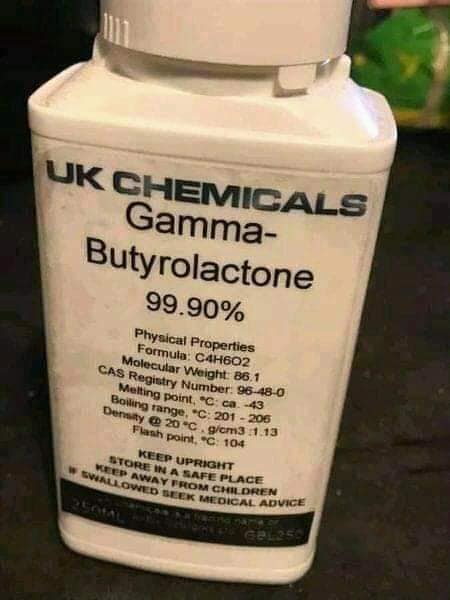 UK CHEMICALS
Gamma-
Butyrolactone
99.90%
Physical Properties
Formula: C4H6O2
Molecular Weight: 86.1
CAS Registry Number: 96-48-0
Melting point, °C: ca. -43
Boiling range, °C: 201 - 206
Density @ 20 °C, g/cm3 :1.13
Flash point, °C: 104
KEEP UPRIGHT
STORE IN A SAFE PLACE
KEEP AWAY FROM CHILDREN
IF SWALLOWED SEEK MEDICAL ADVICE
250ML
GBL250